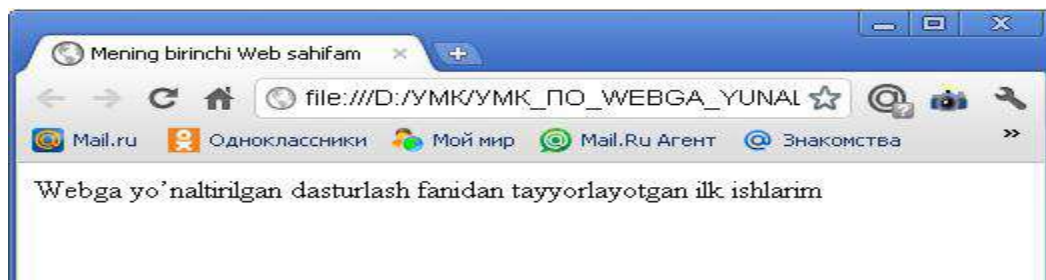 Mening birinchi Web sahifam
file:///D:/УМК/УМК_ПО_WEBGA_YUNAL
Mail.ru Одноклассники Мой мир Mail.Ru Агент Знакомства »
Webga yo’naltirilgan dasturlash fanidan tayyorlayotgan ilk ishlarim